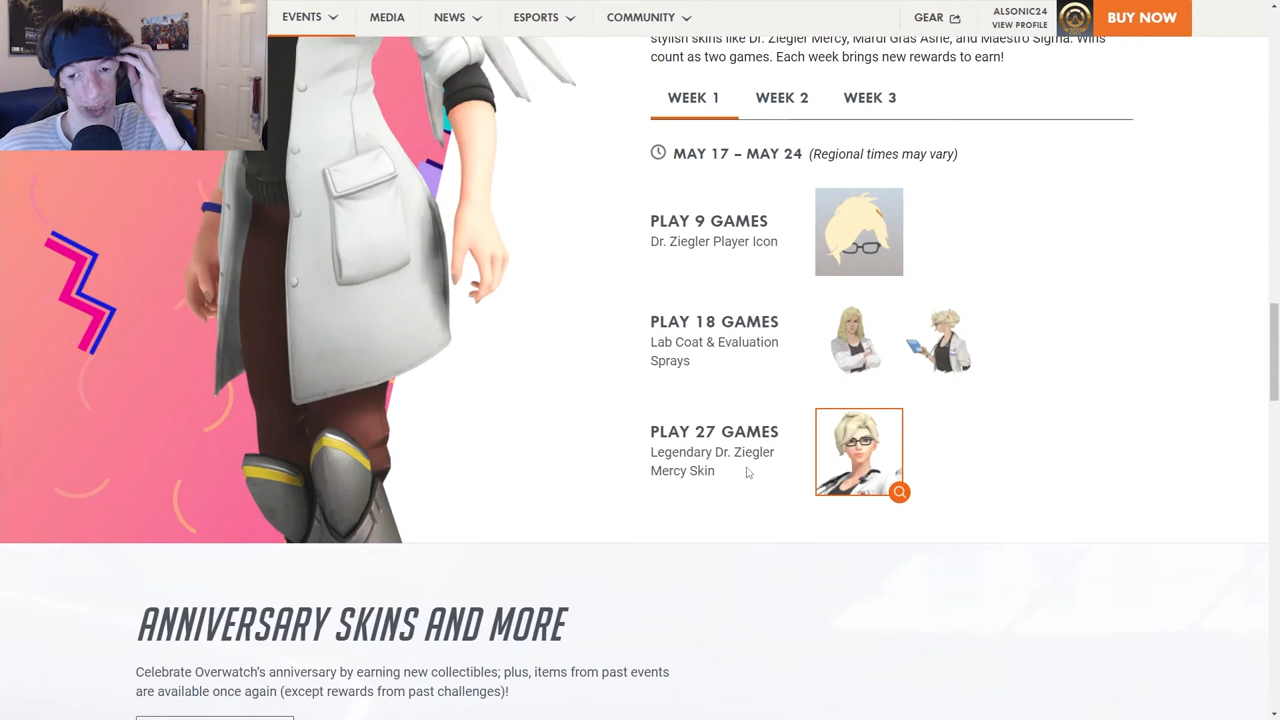 EVENTS
MEDIA
NEWS
ESPORTS
COMMUNITY
GEAR
ALSONIC24
VIEW PROFILE
BUY NOW
stylish skins like Dr. Ziegler Mercy, Mardi Gras Ashe, and Maestro Sigma. Wins
count as two games. Each week brings new rewards to earn!
WEEK 1
WEEK 2
WEEK 3
MAY 17 – MAY 24 (Regional times may vary)
PLAY 9 GAMES
Dr. Ziegler Player Icon
PLAY 18 GAMES
Lab Coat & Evaluation
Sprays
PLAY 27 GAMES
Legendary Dr. Ziegler
Mercy Skin
ANNIVERSARY SKINS AND MORE
Celebrate Overwatch's anniversary by earning new collectibles; plus, items from past events
are available once again (except rewards from past challenges)!